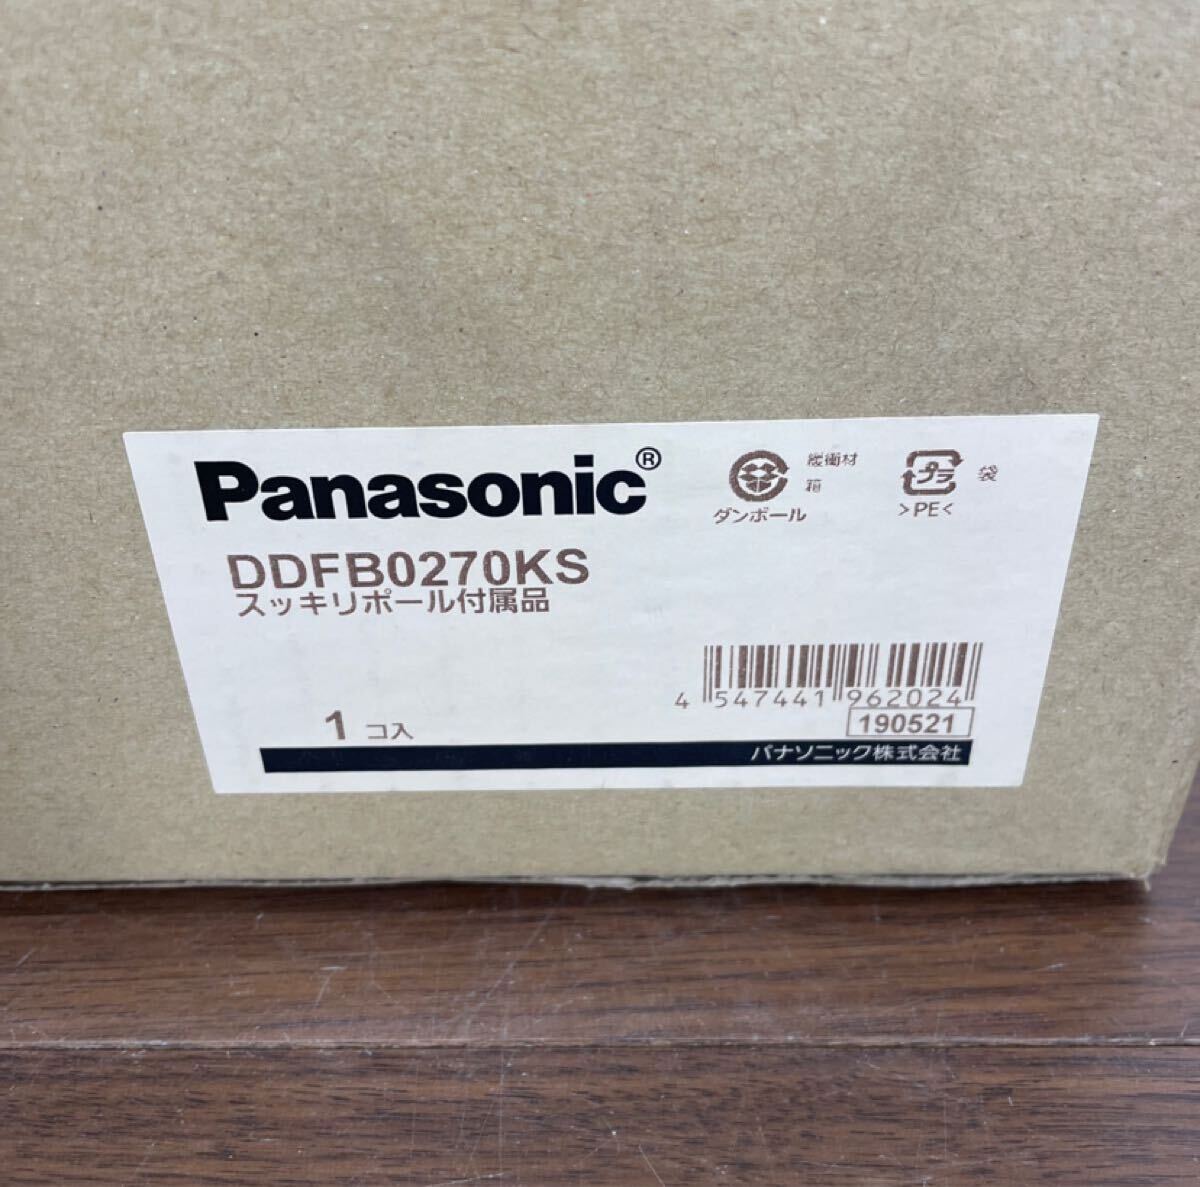 Panasonic®
緩衝材
箱
ダンボール
プラ
袋
>PE<
DDFB0270KS
スッキリポール付属品
4 547441 962024
1 コ入
190521
パナソニック株式会社